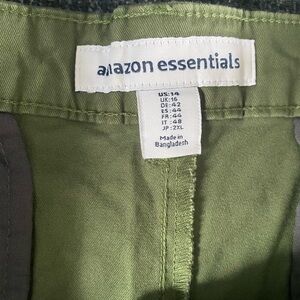 amazon essentials
US: 14
UK:16
DE: 42
ES: 44
FR: 44
IT : 48
JP : 2XL
Made in
Bangladesh